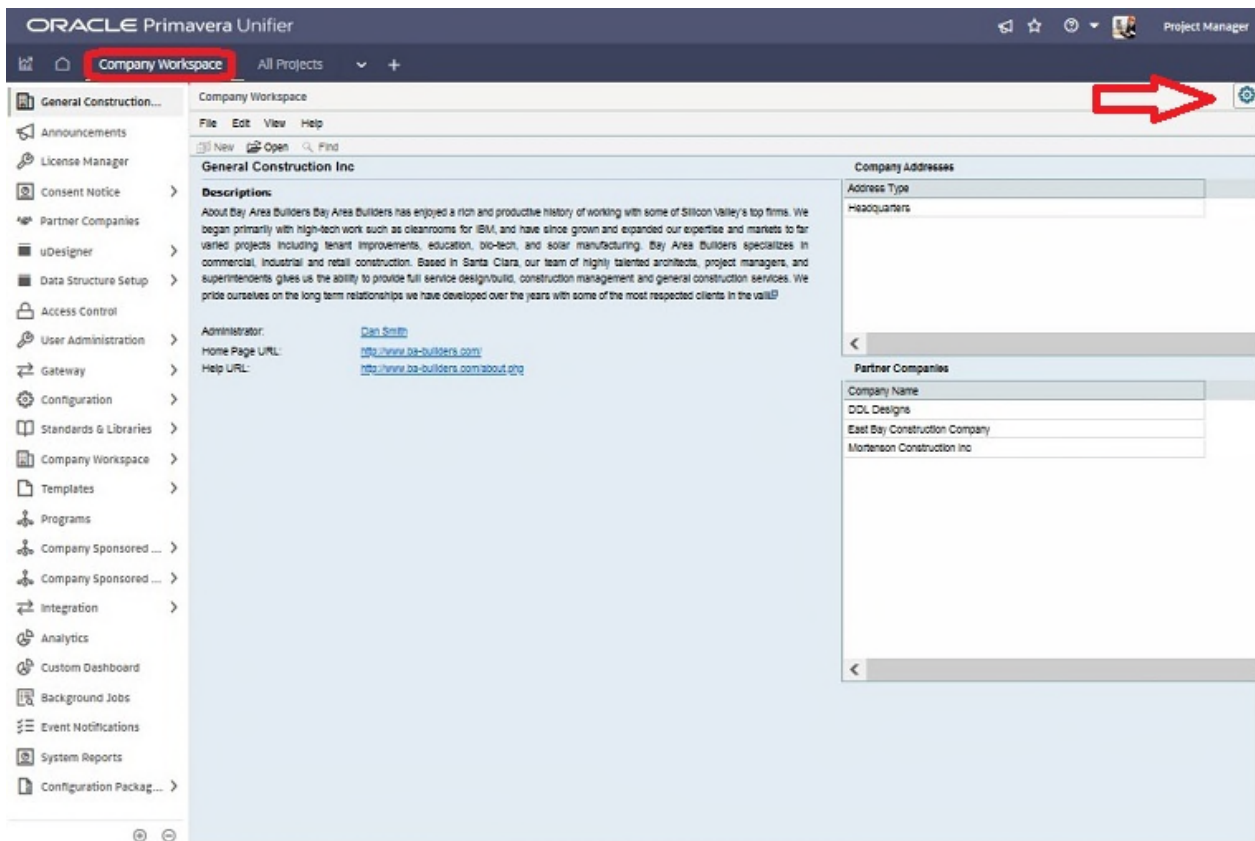 ORACLE Primavera Unifier
Project Manager
Company Workspace
All Projects
General Construction...
Announcements
License Manager
Consent Notice
Partner Companies
uDesigner
Data Structure Setup
Access Control
User Administration
Gateway
Configuration
Standards & Libraries
Company Workspace
Templates
Programs
Company Sponsored ...
Company Sponsored ...
Integration
Analytics
Custom Dashboard
Background Jobs
Event Notifications
System Reports
Configuration Packag...
Company Workspace
File Edit View Help
New Open Find
General Construction Inc
Description:
About Bay Area Builders Bay Area Builders has enjoyed a rich and productive history of working with some of Silicon Valley's top firms. We
began primarily with high-tech work such as cleanrooms for IBM, and have since grown and expanded our expertise and markets to far
varied projects including tenant improvements, education, bio-tech, and solar manufacturing. Bay Area Builders specializes in
commercial, industrial and retail construction. Based in Santa Clara, our team of highly talented architects, project managers, and
superintendents gives us the ability to provide full service design/build, construction management and general construction services. We
pride ourselves on the long term relationships we have developed over the years with some of the most respected clients in the vall
Administrator: Dan Smith
Home Page URL: http://www.ba-builders.com/
Help URL: http://www.ba-builders.com/about.php
Company Addresses
Address Type
Headquarters
Partner Companies
Company Name
DDL Designs
East Bay Construction Company
Mortenson Construction Inc